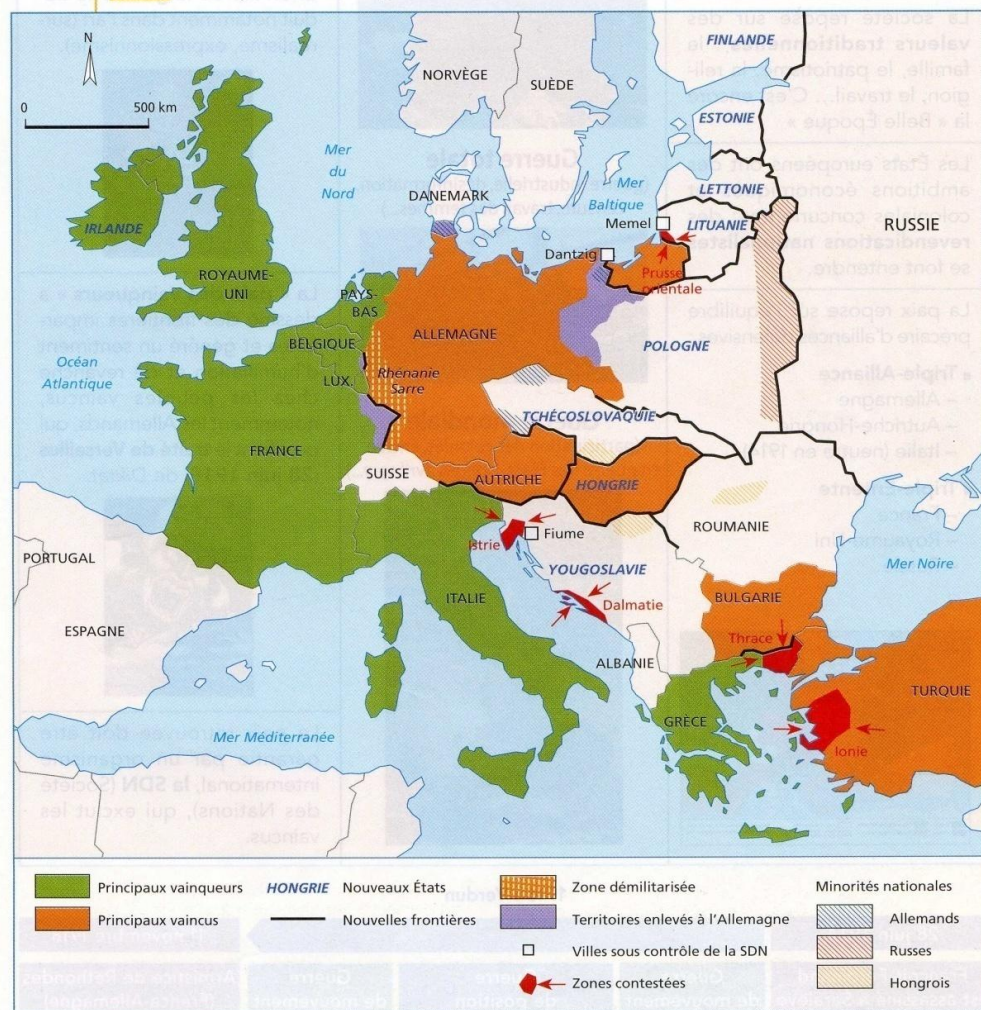 N
0 500 km
FINLANDE
NORVÈGE
SUÈDE
ESTONIE
Mer
du
Nord
LETTONIE
DANEMARK
Mer
Baltique
Memel
LITUANIE
RUSSIE
IRLANDE
Dantzig
ROYAUME-
UNI
Prusse
orientale
PAYS-
BAS
ALLEMAGNE
BELGIQUE
POLOGNE
Océan
Atlantique
LUX.
Rhénanie
Sarre
TCHÉCOSLOVAQUIE
FRANCE
SUISSE
AUTRICHE
HONGRIE
ROUMANIE
Fiume
Istrie
PORTUGAL
YOUGOSLAVIE
Mer Noire
ITALIE
Dalmatie
BULGARIE
ESPAGNE
Thrace
ALBANIE
TURQUIE
GRÈCE
Mer Méditerranée
Ionie
Principaux vainqueurs
Principaux vaincus
HONGRIE Nouveaux États
Nouvelles frontières
Zone démilitarisée
Territoires enlevés à l'Allemagne
Villes sous contrôle de la SDN
Zones contestées
Minorités nationales
Allemands
Russes
Hongrois